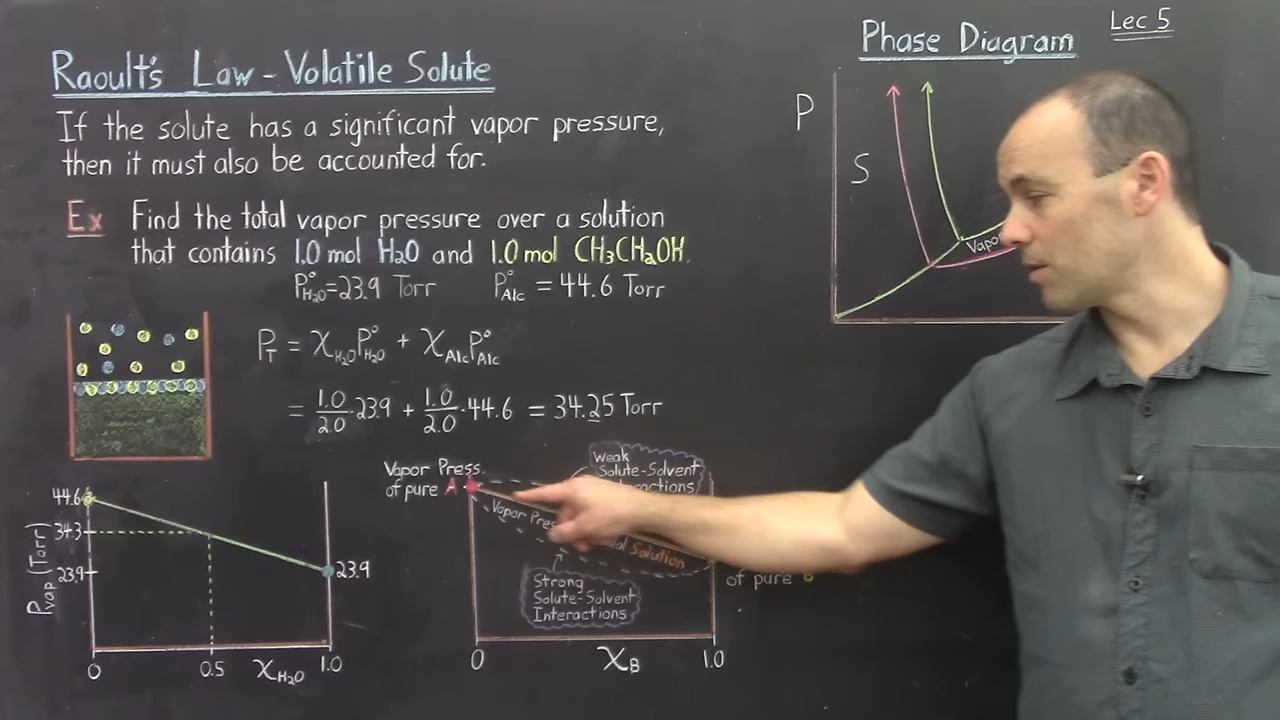 Lec 5
Raoult's Law - Volatile Solute
If the solute has a significant vapor pressure,
then it must also be accounted for.
Ex Find the total vapor pressure over a solution
that contains 1.0 mol H₂O and 1.0 mol CH₃CH₂OH.
P°H₂O = 23.9 Torr P°Alc = 44.6 Torr
PT = χH₂O P°H₂O + χAlc P°Alc
= 1.0/2.0 · 23.9 + 1.0/2.0 · 44.6 = 34.25 Torr
44.6
34.3
23.9
Pvap (Torr)
23.9
0 0.5 χH₂O 1.0
Vapor Press.
of pure A
Weak
Solute-Solvent
Vapor Solution
Strong
Solute-Solvent
Interactions
of pure
0 χB 1.0
Phase Diagram
P
S